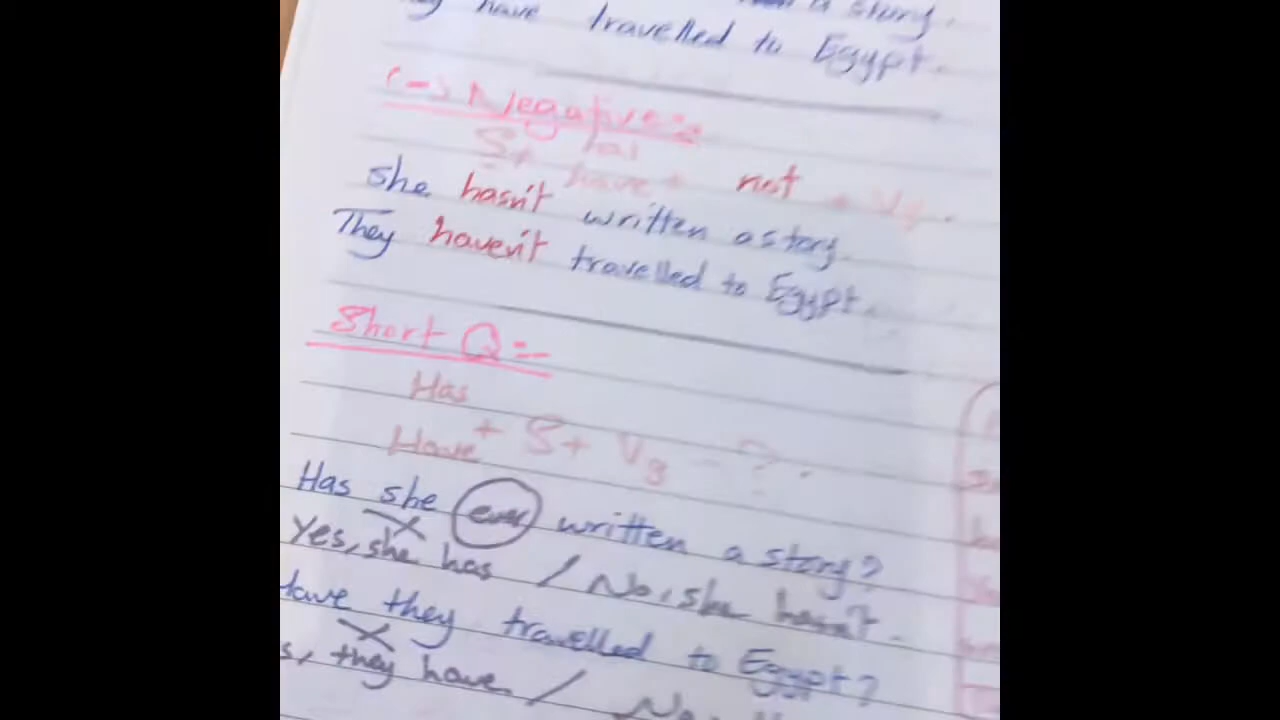 a story.
have travelled to Egypt.
(-) Negative:-
S+ has
have + not + V3.
she hasn't written a story.
They haven't travelled to Egypt.
Short Q:-
Has
Have + S + V3 - ?.
Has she ever written a story?
Yes, she has / No, she hasn't.
Have they travelled to Egypt?
they have. / No,